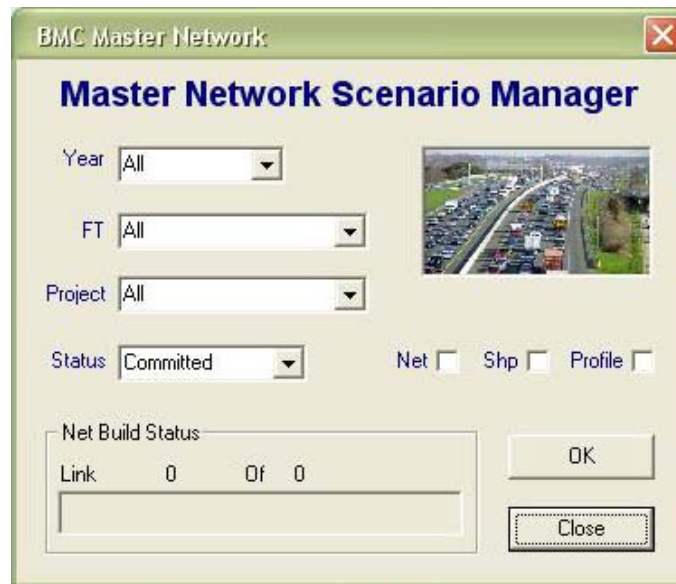 BMC Master Network
Master Network Scenario Manager
Year All
FT All
Project All
Status Committed Net Shp Profile
Net Build Status
Link 0 Of 0
OK
Close